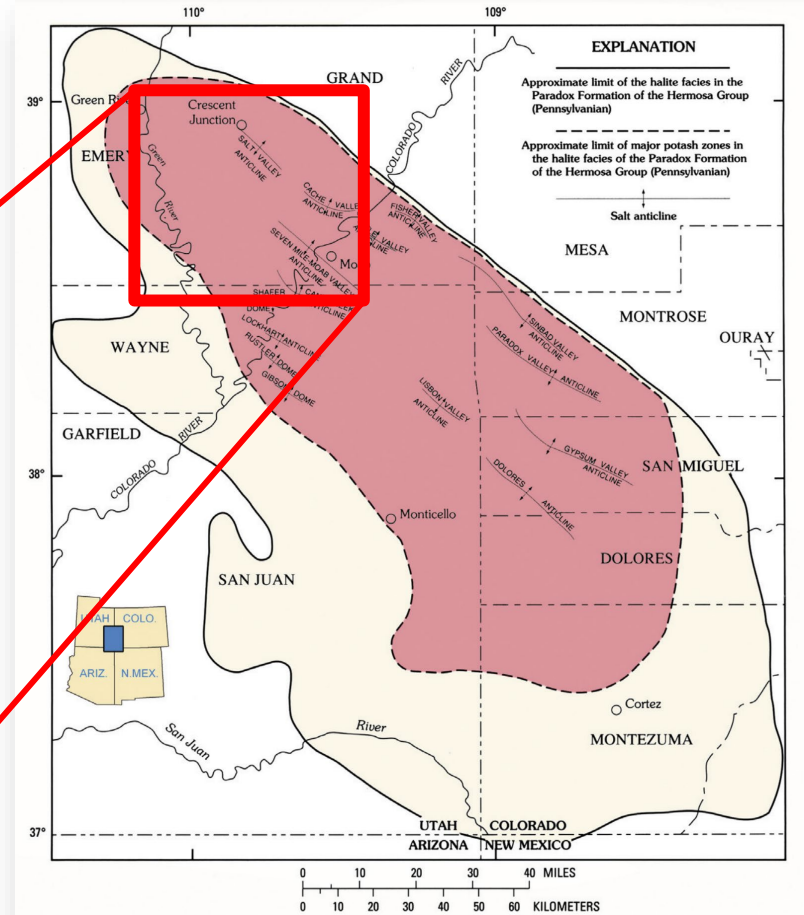 110°
109°
EXPLANATION
Approximate limit of the halite facies in the
Paradox Formation of the Hermosa Group
(Pennsylvanian)
Approximate limit of major potash zones in
the halite facies of the Paradox Formation
of the Hermosa Group (Pennsylvanian)
Salt anticline
GRAND
RIVER
COLORADO
39°
Green
Crescent
Junction
EMERY
Green
River
SALT VALLEY
ANTICLINE
CACHE VALLEY
ANTICLINE
FISHER VALLEY
ANTICLINE
VALLEY
SEVEN MILE-MOAB VALLEY
ANTICLINE
SHAFER
DOME
ANTICLINE
LOCKHART ANTICLINE
RUSTLER DOME
GIBSON DOME
MESA
MONTROSE
OURAY
SINBAD VALLEY
ANTICLINE
PARADOX VALLEY ANTICLINE
WAYNE
LISBON VALLEY
ANTICLINE
GARFIELD
RIVER
COLORADO
38°
GYPSUM VALLEY
ANTICLINE
SAN MIGUEL
DOLORES
ANTICLINE
Monticello
DOLORES
SAN JUAN
UTAH
COLO.
ARIZ.
N.MEX.
Cortez
San Juan
River
MONTEZUMA
37°
UTAH
COLORADO
ARIZONA
NEW MEXICO
0 10 20 30 40 MILES
0 10 20 30 40 50 60 KILOMETERS